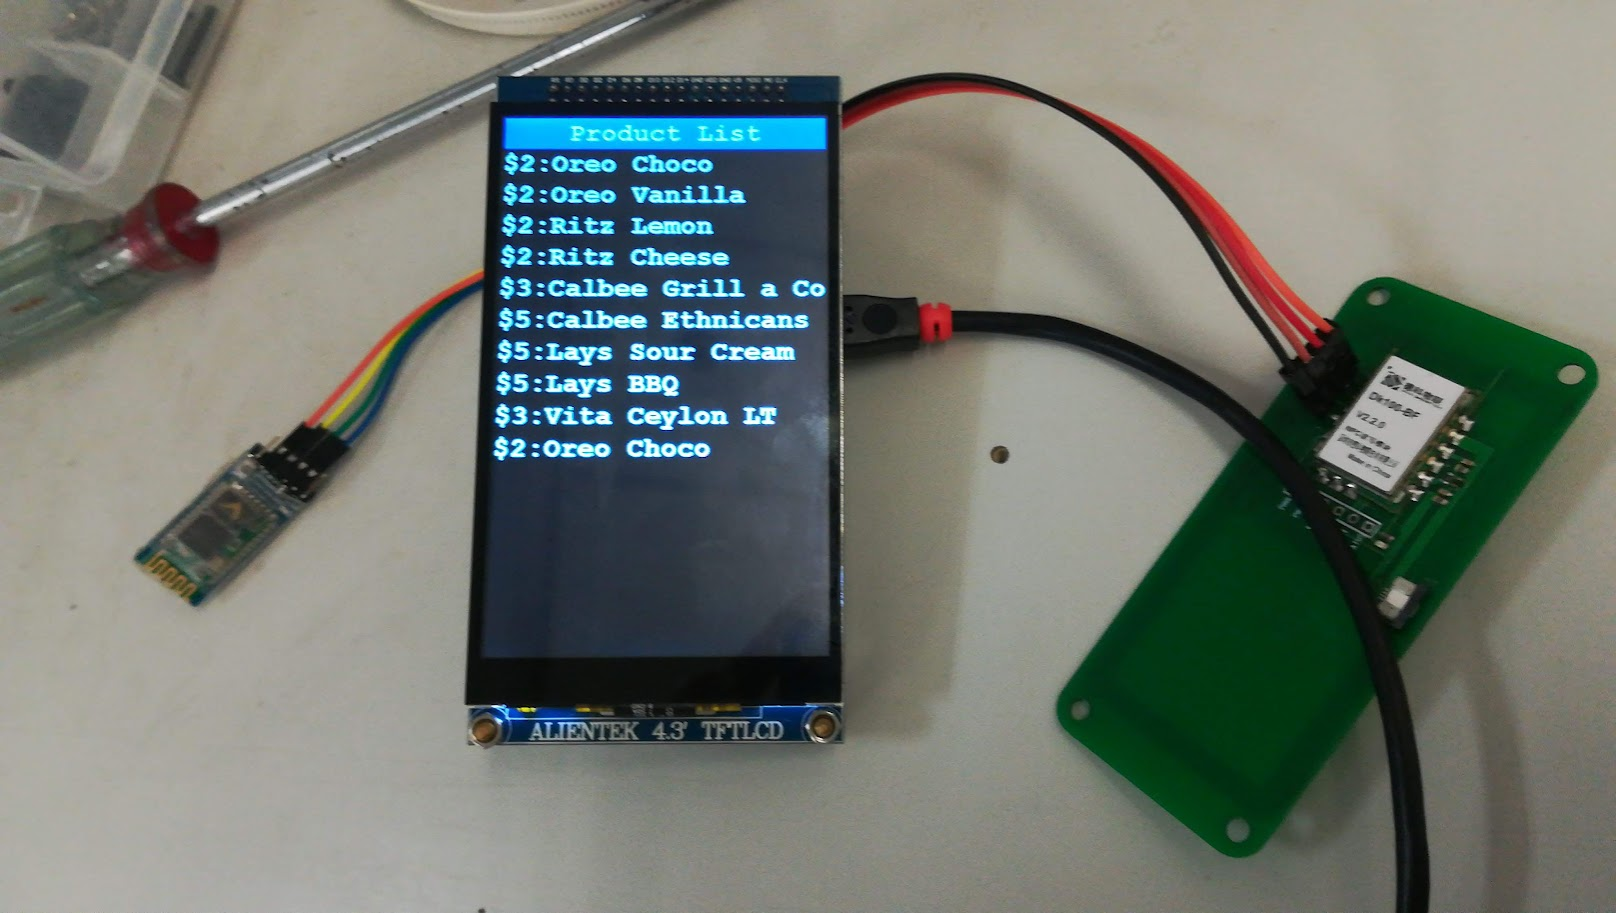 Product List
$2:Oreo Choco
$2:Oreo Vanilla
$2:Ritz Lemon
$2:Ritz Cheese
$3:Calbee Grill a Co
$5:Calbee Ethnicans
$5:Lays Sour Cream
$5:Lays BBQ
$3:Vita Ceylon LT
$2:Oreo Choco
ALIENTEK 4.3' TFTLCD
DK100-BF
V2.2.0
Made in China